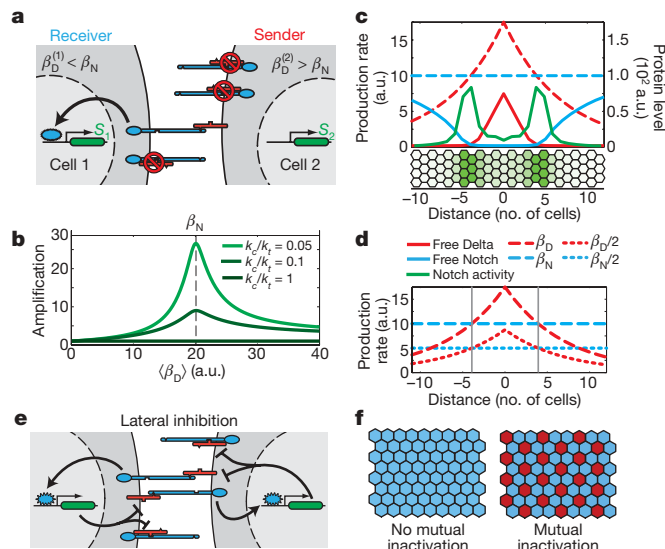 a
Receiver
Sender
β_D^(1) < β_N
β_D^(2) > β_N
S_1
S_2
Cell 1
Cell 2
b
β_N
Amplification
30
20
10
0
k_c/k_t = 0.05
k_c/k_t = 0.1
k_c/k_t = 1
0
10
20
30
40
⟨β_D⟩ (a.u.)
c
Production rate
(a.u.)
15
10
5
0
Protein level
(10² a.u.)
1.5
1.0
0.5
0
−10
−5
0
5
10
Distance (no. of cells)
d
Free Delta
Free Notch
Notch activity
β_D
β_N
β_D/2
β_N/2
Production
rate (a.u.)
15
10
5
0
−10
−5
0
5
10
Distance (no. of cells)
e
Lateral inhibition
f
No mutual
inactivation
Mutual
inactivation